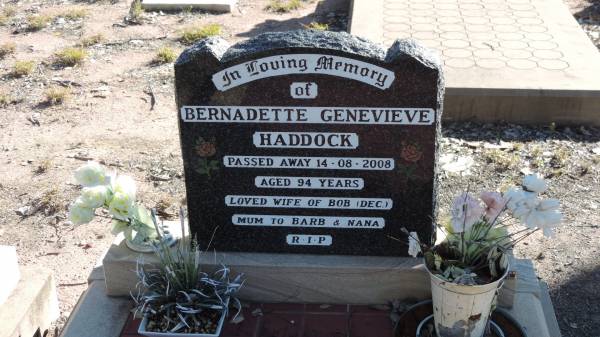 In Loving Memory
of
BERNADETTE GENEVIEVE
HADDOCK
PASSED AWAY 14-08-2008
AGED 94 YEARS
LOVED WIFE OF BOB (DEC.)
MUM TO BARB & NANA
R·I·P